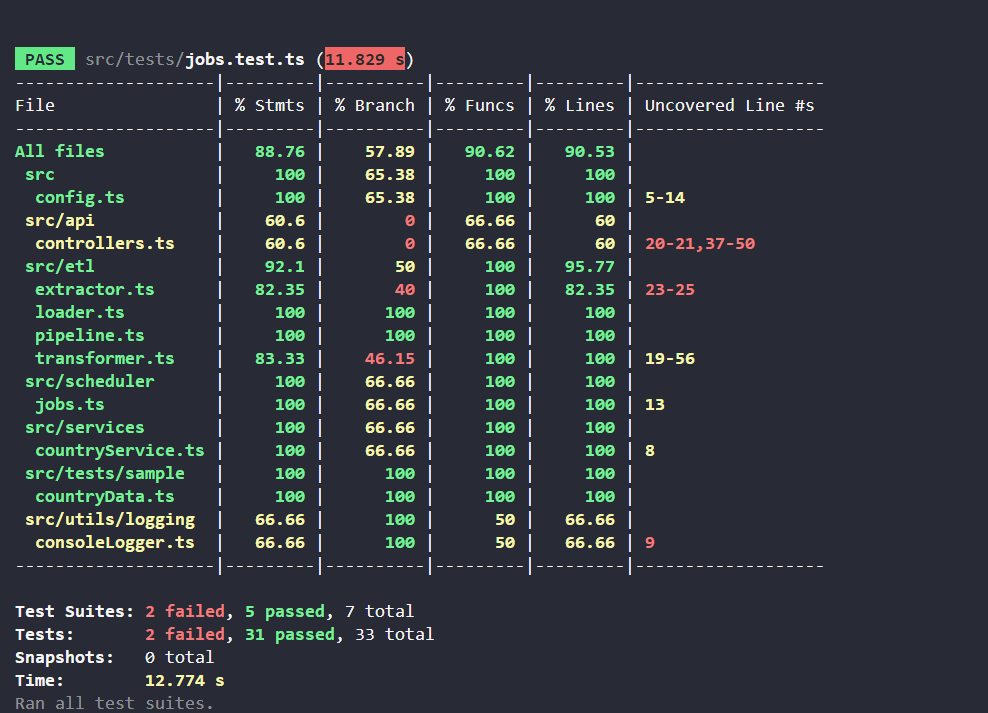 PASS src/tests/jobs.test.ts (11.829 s)
--------------------|---------|----------|---------|---------|-------------------
File                | % Stmts | % Branch | % Funcs | % Lines | Uncovered Line #s
--------------------|---------|----------|---------|---------|-------------------
All files           |   88.76 |    57.89 |   90.62 |   90.53 |
 src                |     100 |    65.38 |     100 |     100 |
  config.ts         |     100 |    65.38 |     100 |     100 | 5-14
 src/api            |    60.6 |        0 |   66.66 |      60 |
  controllers.ts    |    60.6 |        0 |   66.66 |      60 | 20-21,37-50
 src/etl            |    92.1 |       50 |     100 |   95.77 |
  extractor.ts      |   82.35 |       40 |     100 |   82.35 | 23-25
  loader.ts         |     100 |      100 |     100 |     100 |
  pipeline.ts       |     100 |      100 |     100 |     100 |
  transformer.ts    |   83.33 |    46.15 |     100 |     100 | 19-56
 src/scheduler      |     100 |    66.66 |     100 |     100 |
  jobs.ts           |     100 |    66.66 |     100 |     100 | 13
 src/services       |     100 |    66.66 |     100 |     100 |
  countryService.ts |     100 |    66.66 |     100 |     100 | 8
 src/tests/sample   |     100 |      100 |     100 |     100 |
  countryData.ts    |     100 |      100 |     100 |     100 |
 src/utils/logging  |   66.66 |      100 |      50 |   66.66 |
  consoleLogger.ts  |   66.66 |      100 |      50 |   66.66 | 9
--------------------|---------|----------|---------|---------|-------------------
Test Suites: 2 failed, 5 passed, 7 total
Tests:       2 failed, 31 passed, 33 total
Snapshots:   0 total
Time:        12.774 s
Ran all test suites.